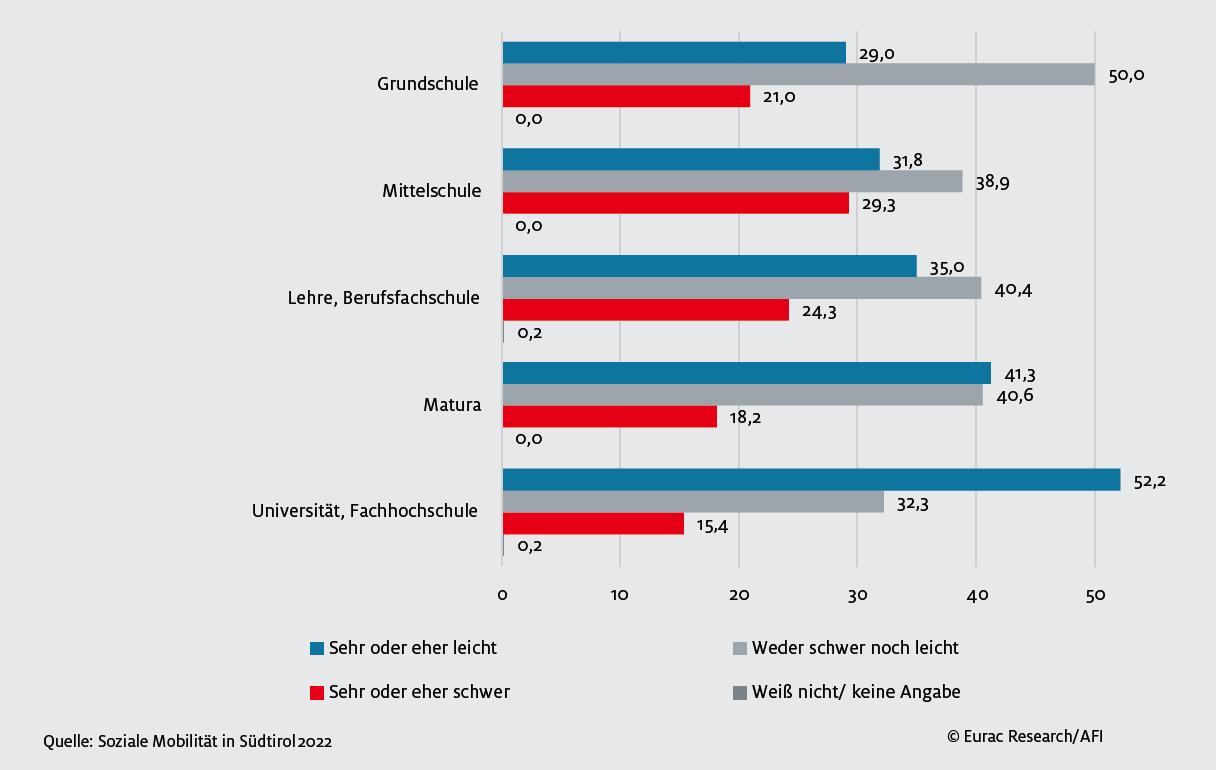 29,0
Grundschule
50,0
21,0
0,0
31,8
Mittelschule
38,9
29,3
0,0
35,0
Lehre, Berufsfachschule
40,4
24,3
0,2
41,3
Matura
40,6
18,2
0,0
52,2
Universität, Fachhochschule
32,3
15,4
0,2
0 10 20 30 40 50
Sehr oder eher leicht
Weder schwer noch leicht
Sehr oder eher schwer
Weiß nicht/ keine Angabe
Quelle: Soziale Mobilität in Südtirol 2022
© Eurac Research/AFI